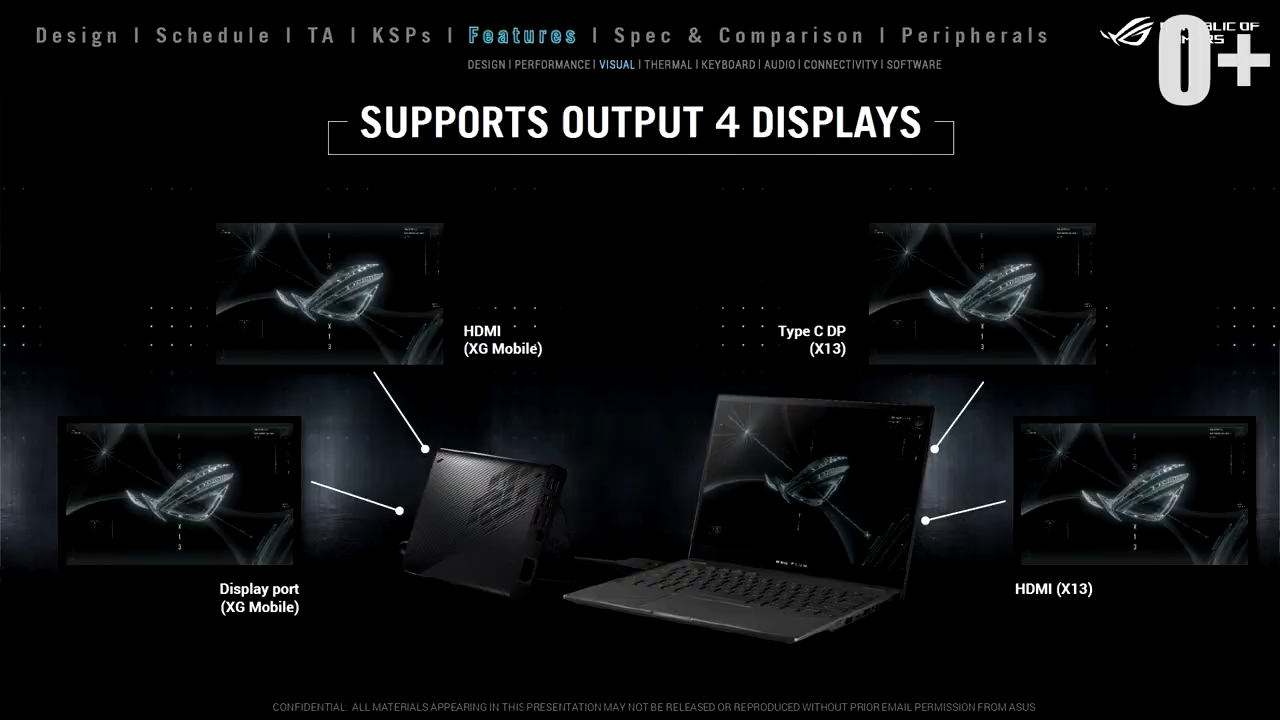 Design | Schedule | TA | KSPs | Features | Spec & Comparison | Peripherals
DESIGN | PERFORMANCE | VISUAL | THERMAL | KEYBOARD | AUDIO | CONNECTIVITY | SOFTWARE
0+
SUPPORTS OUTPUT 4 DISPLAYS
HDMI
(XG Mobile)
Type C DP
(X13)
Display port
(XG Mobile)
HDMI (X13)
CONFIDENTIAL: ALL MATERIALS APPEARING IN THIS PRESENTATION MAY NOT BE RELEASED OR REPRODUCED WITHOUT PRIOR EMAIL PERMISSION FROM ASUS